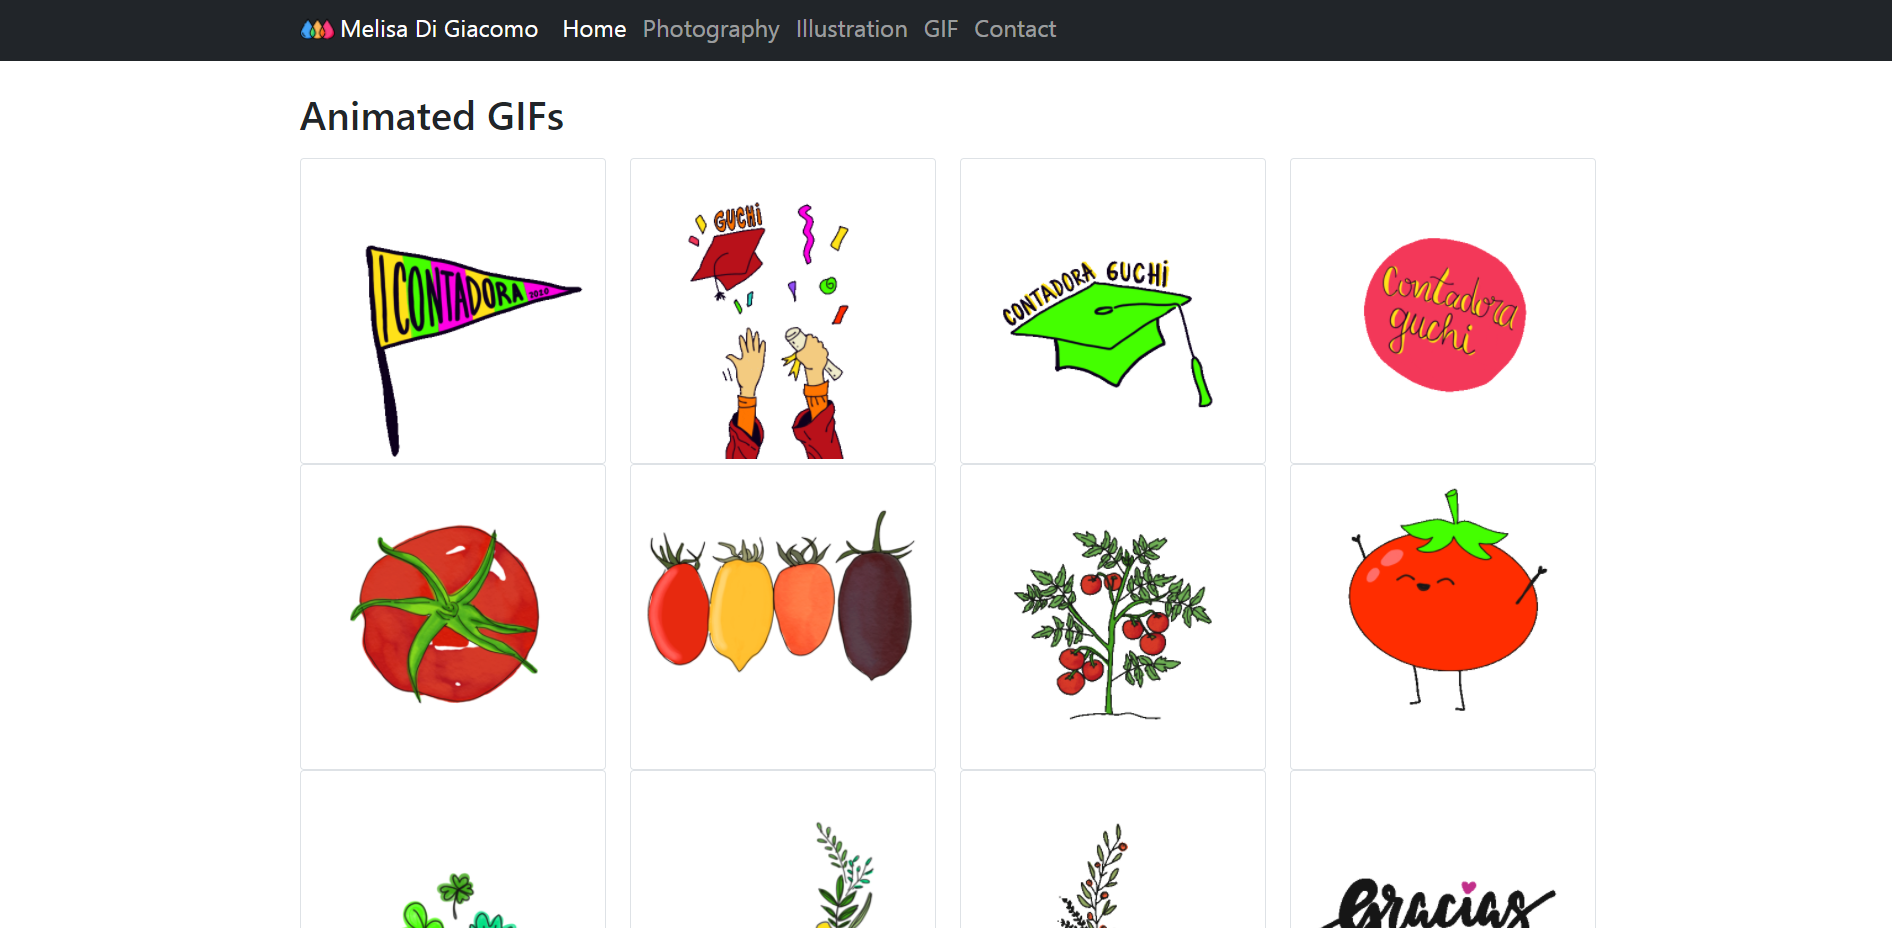 Melisa Di Giacomo Home Photography Illustration GIF Contact
Animated GIFs
I CONTADORA 2020
GUCHi
CONTADORA GUCHi
Contadora
guchi
Gracias